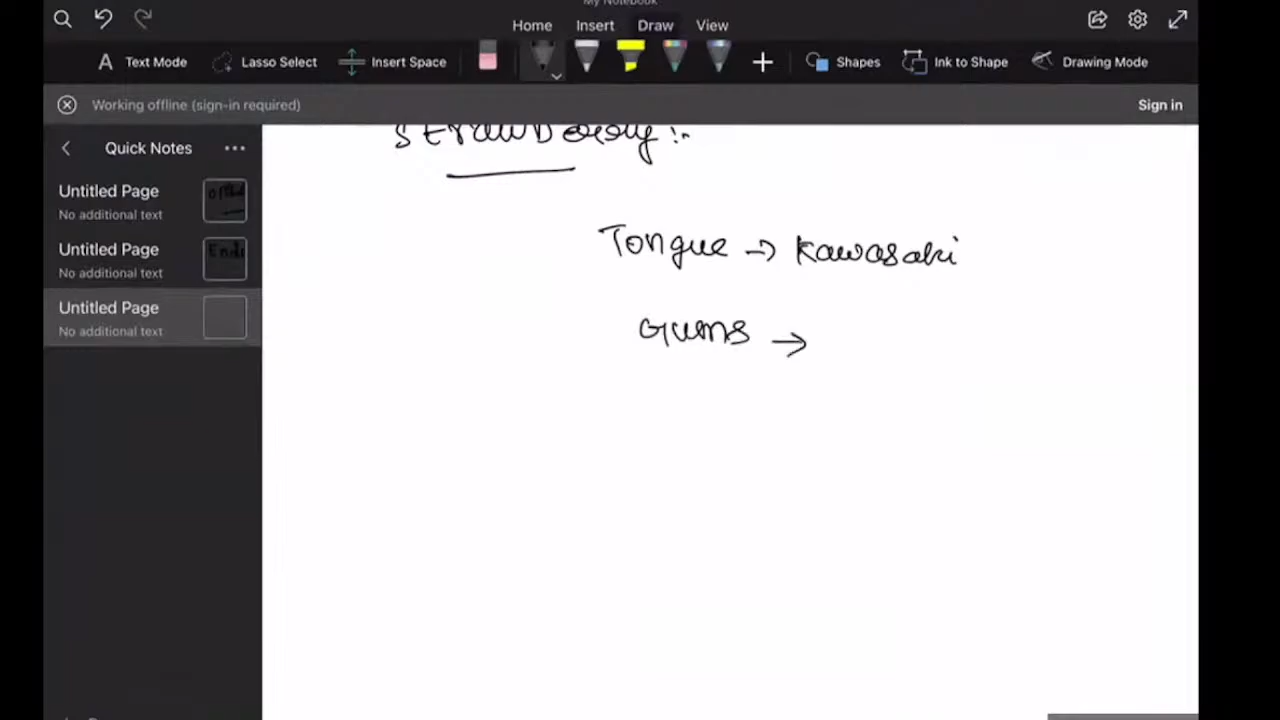 My Notebook
Home Insert Draw View
Text Mode Lasso Select Insert Space Shapes Ink to Shape Drawing Mode
Working offline (sign-in required) Sign in
Quick Notes
Untitled Page
No additional text
Untitled Page
No additional text
Untitled Page
No additional text
Strawberry :-
Tongue → Kawasaki
Gums →